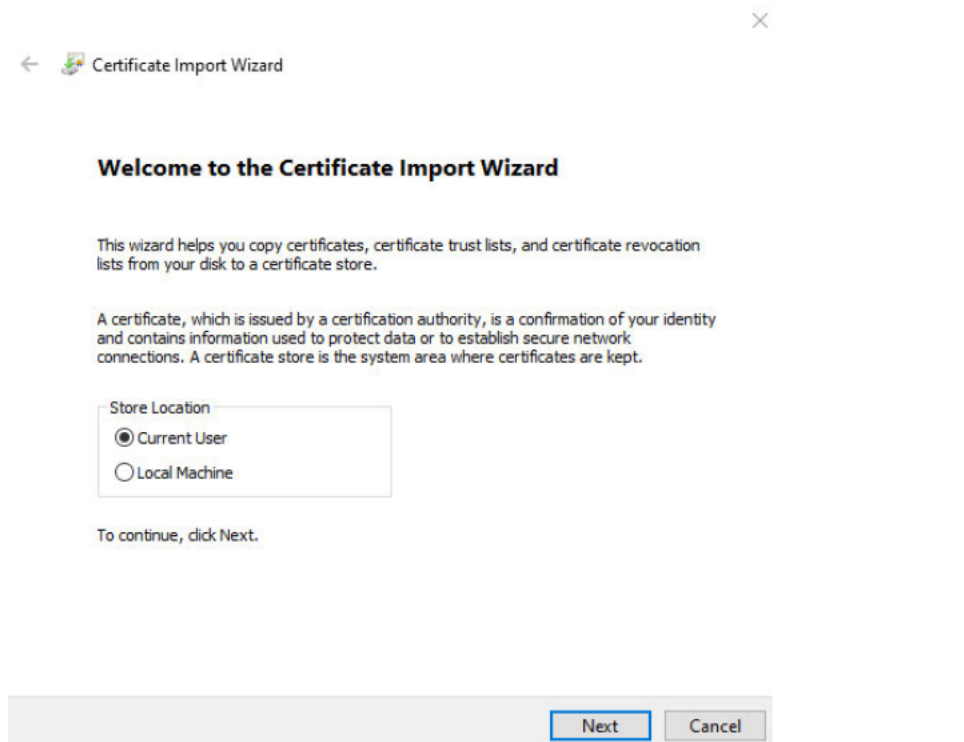 Certificate Import Wizard
Welcome to the Certificate Import Wizard
This wizard helps you copy certificates, certificate trust lists, and certificate revocation
lists from your disk to a certificate store.
A certificate, which is issued by a certification authority, is a confirmation of your identity
and contains information used to protect data or to establish secure network
connections. A certificate store is the system area where certificates are kept.
Store Location
Current User
Local Machine
To continue, click Next.
Next
Cancel